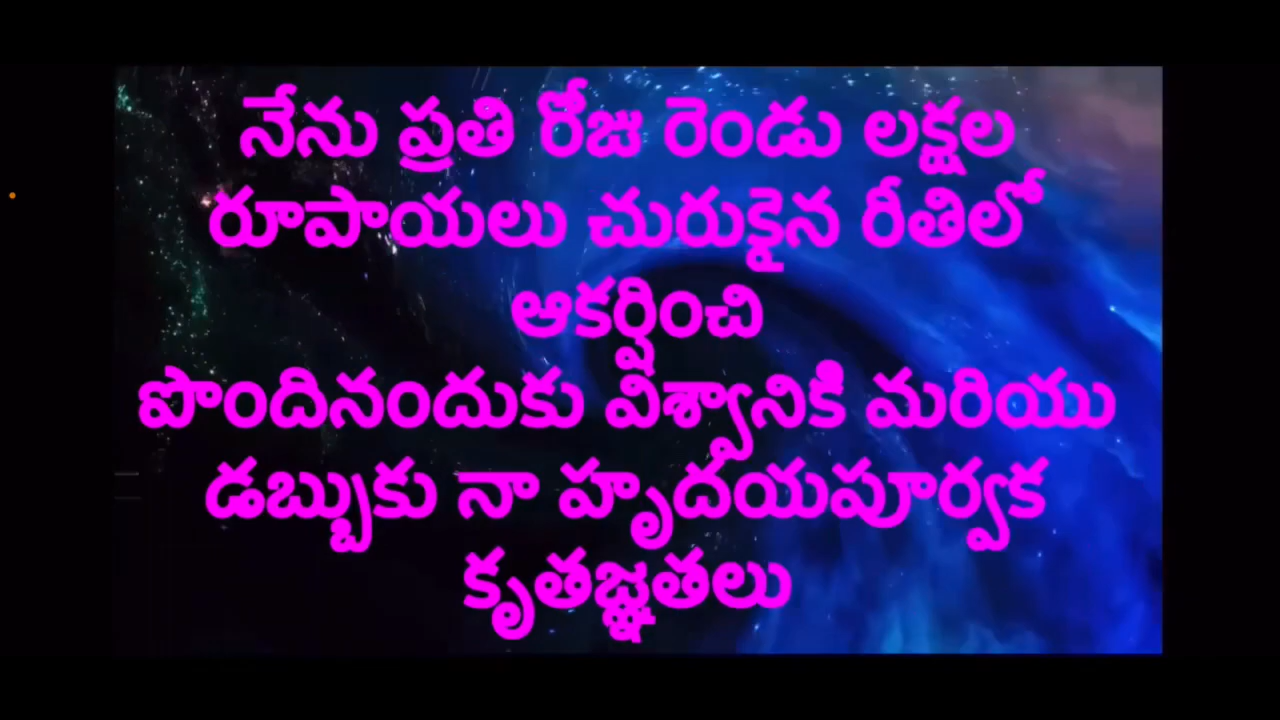 నేను ప్రతి రోజు రెండు లక్షల
రూపాయలు చురుకైన రీతిలో
ఆకర్షించి
పొందినందుకు విశ్వానికి మరియు
డబ్బుకు నా హృదయపూర్వక
కృతజ్ఞతలు